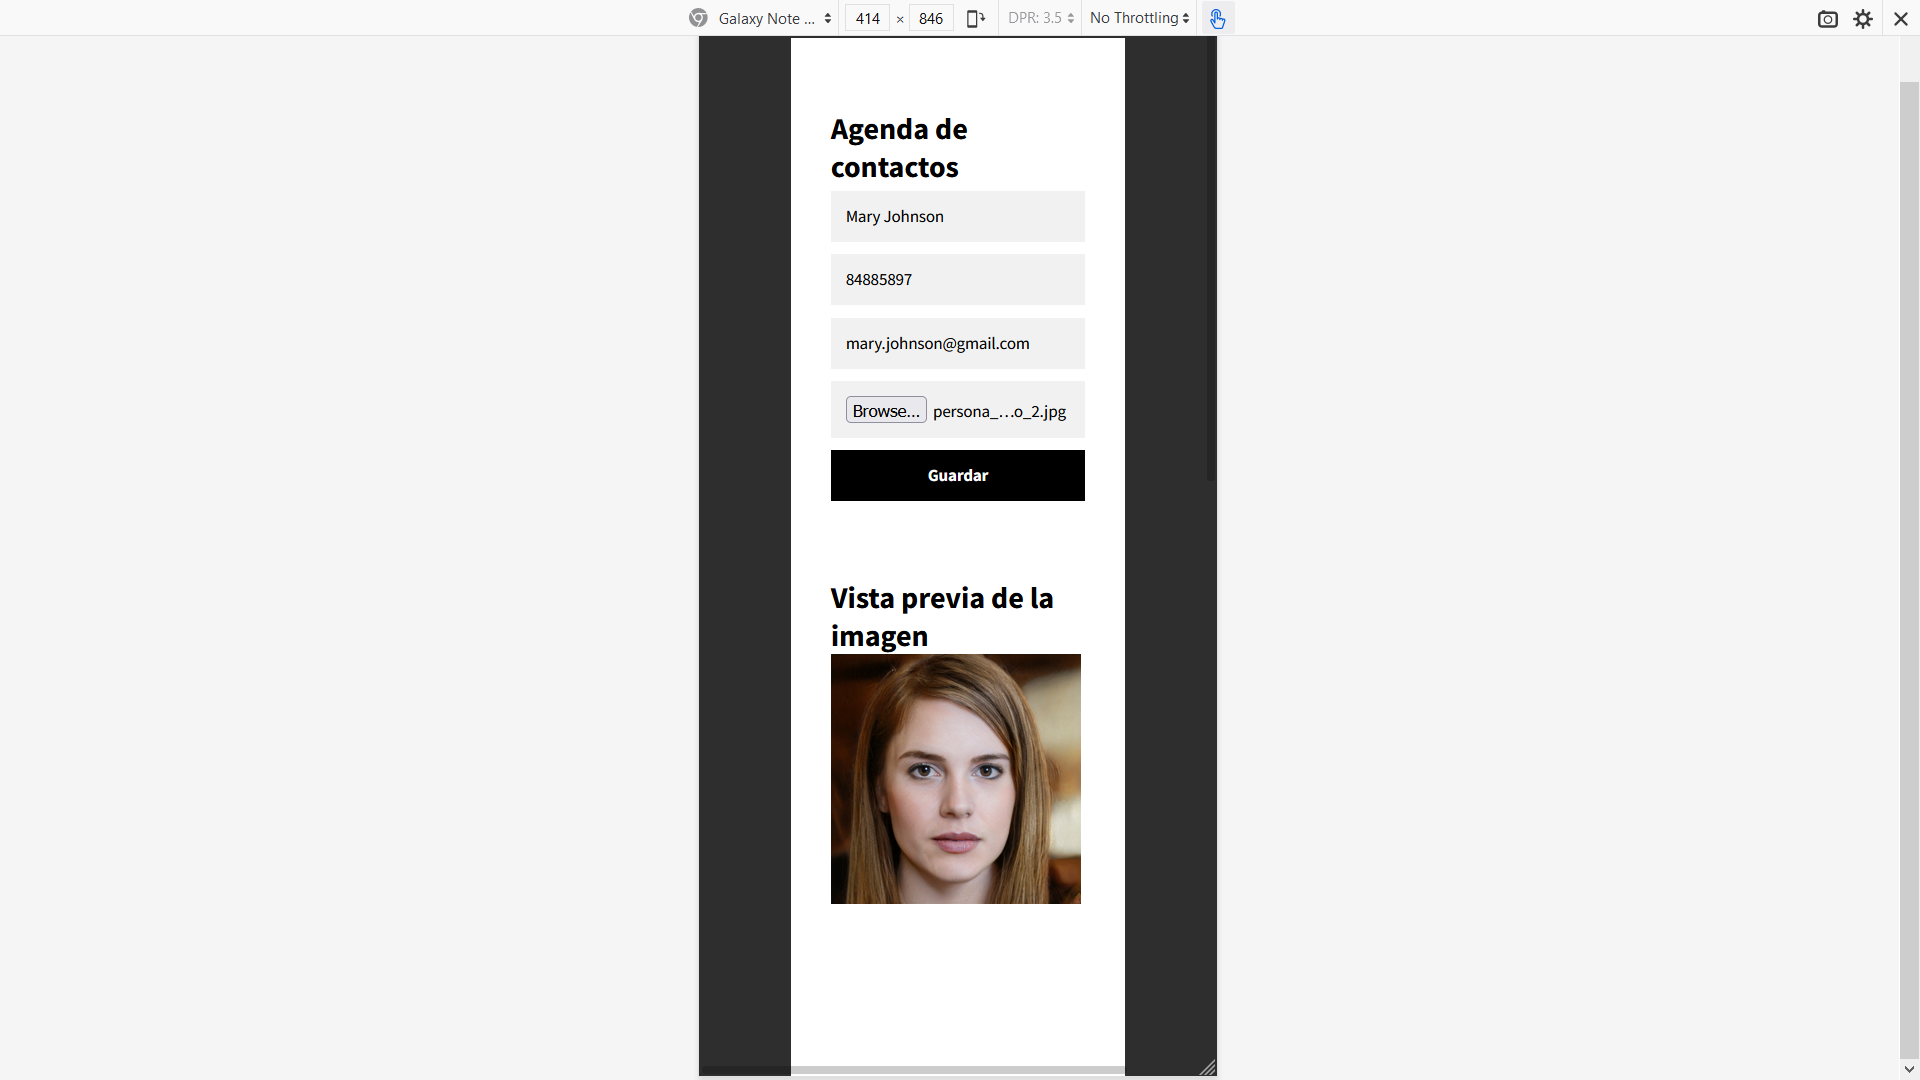 Galaxy Note ...
414 × 846
DPR: 3.5
No Throttling
Agenda de
contactos
Mary Johnson
84885897
mary.johnson@gmail.com
Browse... persona_...o_2.jpg
Guardar
Vista previa de la
imagen